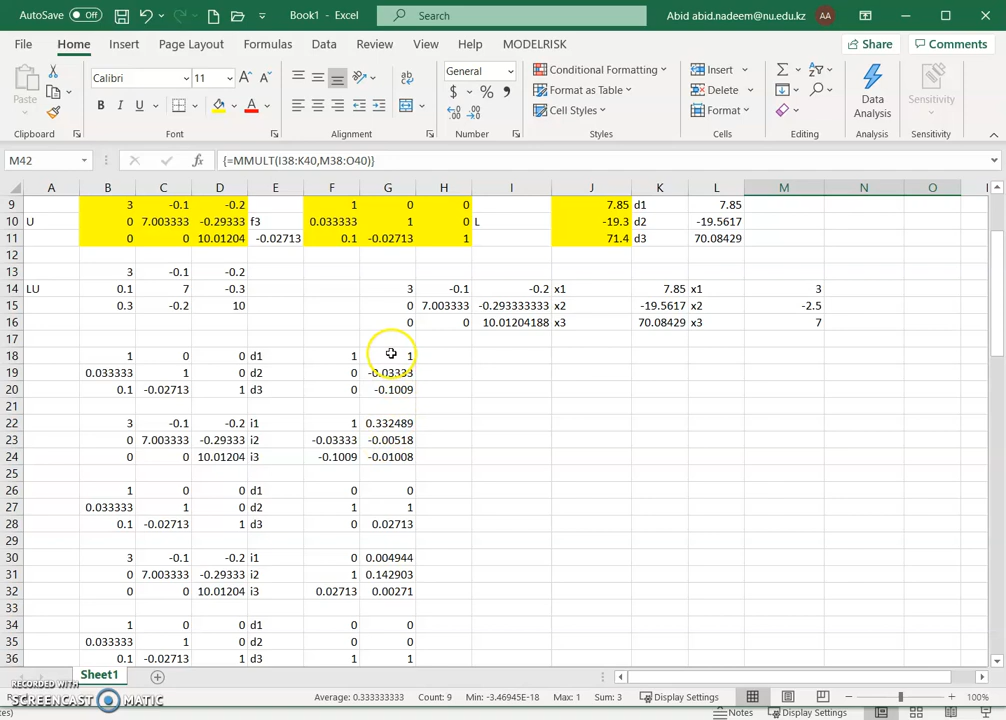 AutoSave Off Book1 - Excel Search Abid abid.nadeem@nu.edu.kz AA
File Home Insert Page Layout Formulas Data Review View Help MODELRISK Share Comments
Paste Calibri 11 General Conditional Formatting Insert Data Analysis Sensitivity
B I U A $ % Format as Table Delete
Cell Styles Format
Clipboard Font Alignment Number Styles Cells Editing Analysis Sensitivity
M42 fx {=MMULT(I38:K40,M38:O40)}
A B C D E F G H I J K L M N O
9 3 -0.1 -0.2 1 0 0 7.85 d1 7.85
10 U 0 7.003333 -0.29333 f3 0.033333 1 0 L -19.3 d2 -19.5617
11 0 0 10.01204 -0.02713 0.1 -0.02713 1 71.4 d3 70.08429
12
13 3 -0.1 -0.2
14 LU 0.1 7 -0.3 3 -0.1 -0.2 x1 7.85 x1 3
15 0.3 -0.2 10 0 7.003333 -0.293333333 x2 -19.5617 x2 -2.5
16 0 0 10.01204188 x3 70.08429 x3 7
17
18 1 0 0 d1 1 1
19 0.033333 1 0 d2 0 -0.03333
20 0.1 -0.02713 1 d3 0 -0.1009
21
22 3 -0.1 -0.2 i1 1 0.332489
23 0 7.003333 -0.29333 i2 -0.03333 -0.00518
24 0 0 10.01204 i3 -0.1009 -0.01008
25
26 1 0 0 d1 0 0
27 0.033333 1 0 d2 1 1
28 0.1 -0.02713 1 d3 0 0.02713
29
30 3 -0.1 -0.2 i1 0 0.004944
31 0 7.003333 -0.29333 i2 1 0.142903
32 0 0 10.01204 i3 0.02713 0.00271
33
34 1 0 0 d1 0 0
35 0.033333 1 0 d2 0 0
36 0.1 -0.02713 1 d3 1 1
Sheet1
RECORDED WITH
SCREENCAST MATIC
Average: 0.333333333 Count: 9 Min: -3.46945E-18 Max: 1 Sum: 3 Display Settings 100%
Notes Display Settings